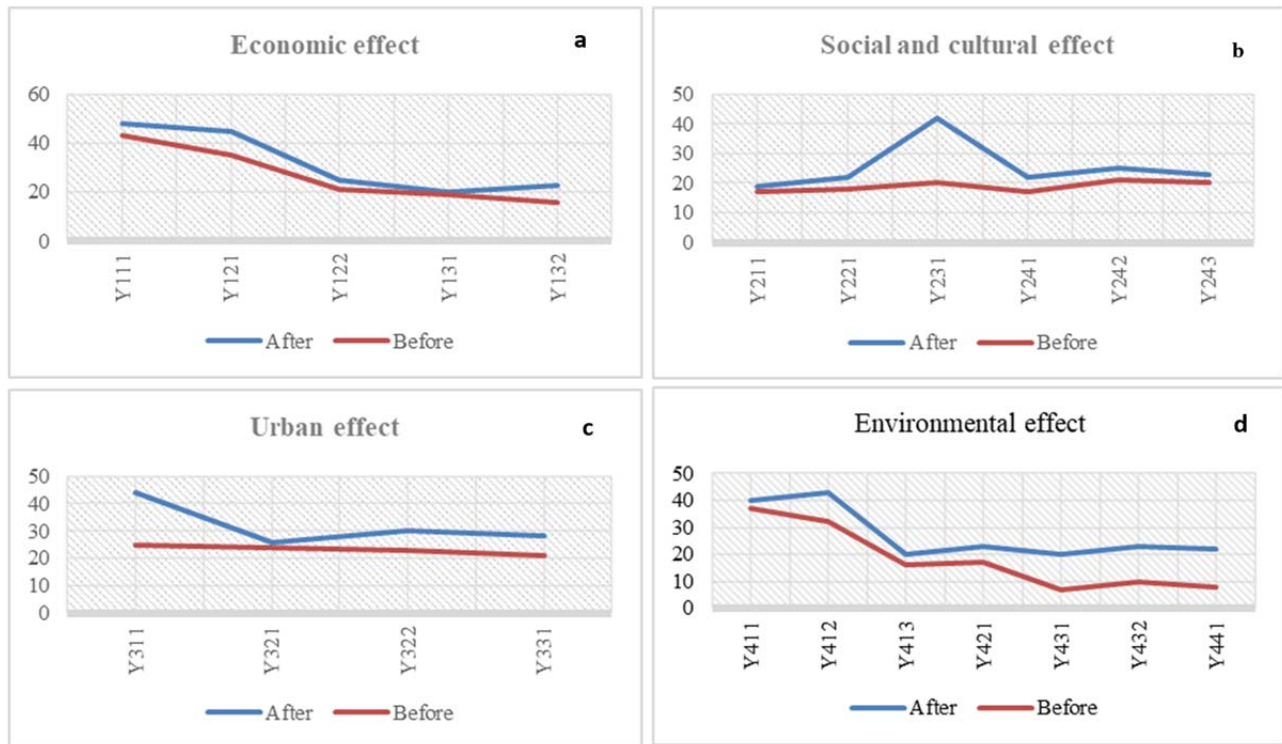 Economic effect
a
60
40
20
0
Y111
Y121
Y122
Y131
Y132
After
Before
Social and cultural effect
b
50
40
30
20
10
0
Y211
Y221
Y231
Y241
Y242
Y243
After
Before
Urban effect
c
50
40
30
20
10
0
Y311
Y321
Y322
Y331
After
Before
Environmental effect
d
50
40
30
20
10
0
Y411
Y412
Y413
Y421
Y431
Y432
Y441
After
Before